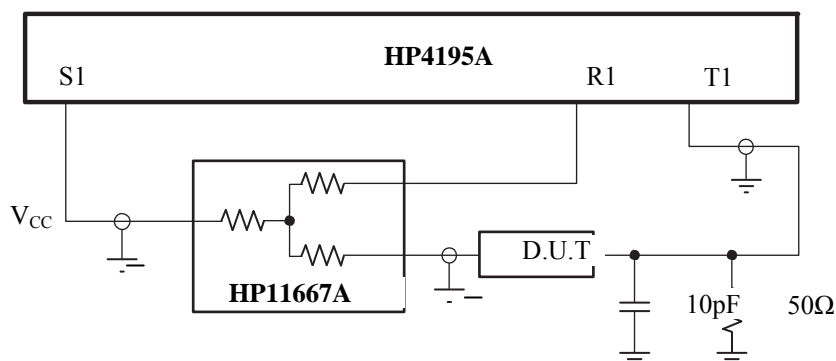 HP4195A
S1
R1
T1
V_CC
D.U.T
HP11667A
10pF
50Ω